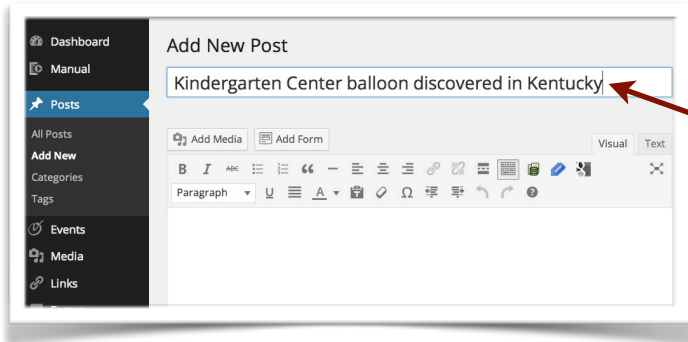 Dashboard
Manual
Posts
All Posts
Add New
Categories
Tags
Events
Media
Links
Add New Post
Kindergarten Center balloon discovered in Kentucky
Add Media Add Form
Visual Text
B I ABC “ —
Paragraph U A Ω ?